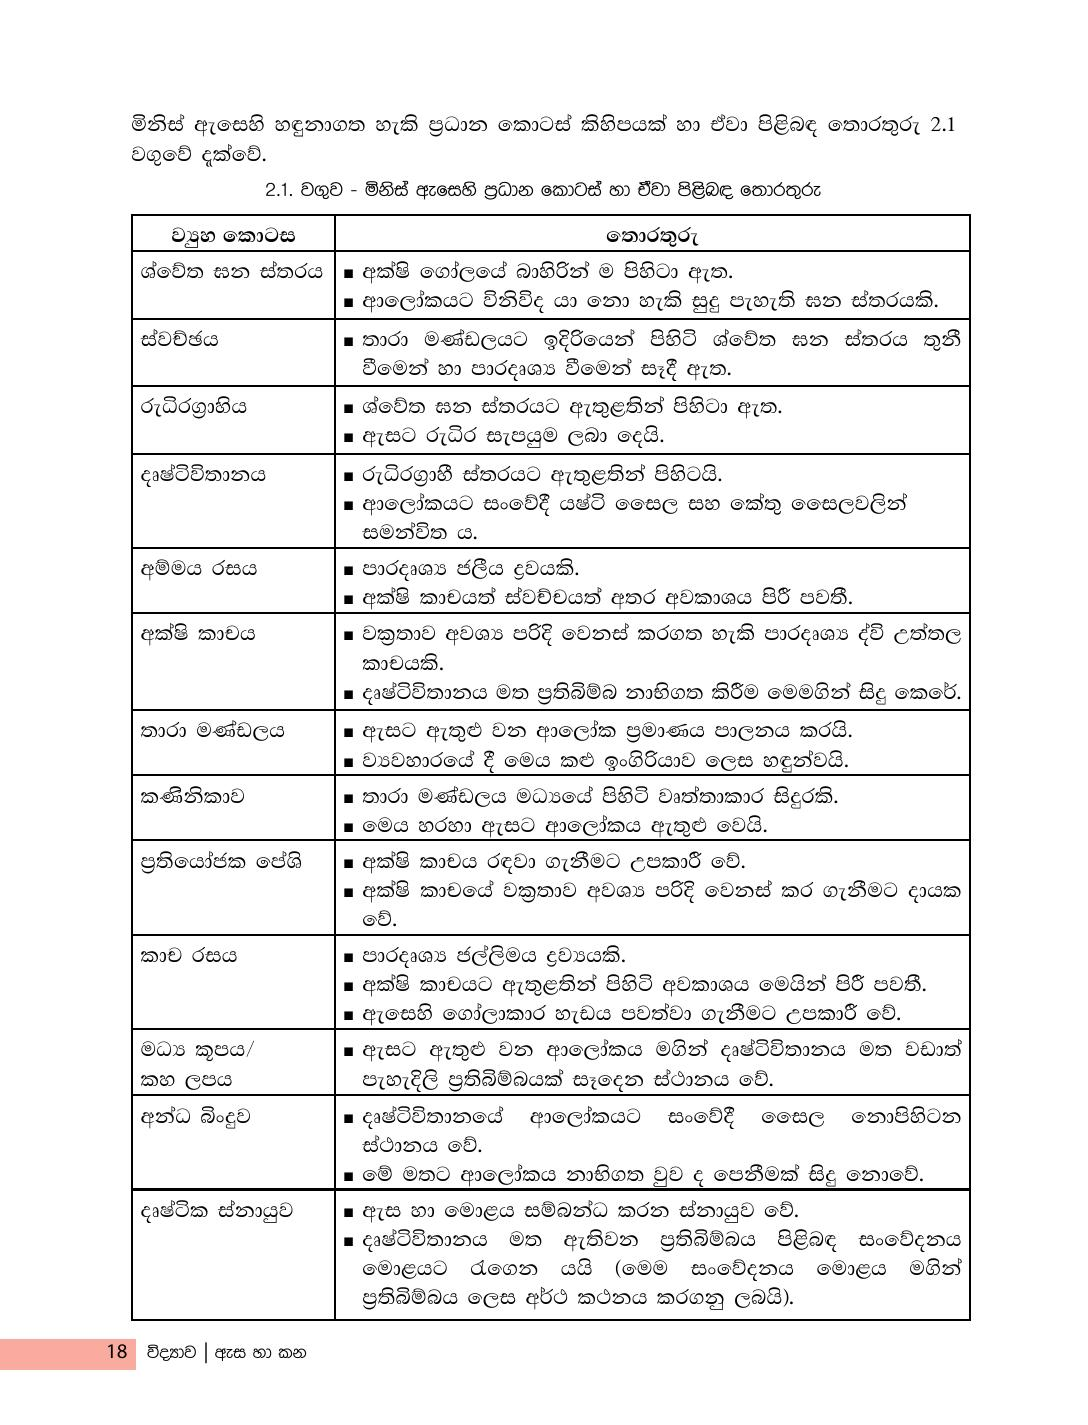 මිනිස් ඇසෙහි හඳුනාගත හැකි ප්‍රධාන කොටස් කිහිපයක් හා ඒවා පිළිබඳ තොරතුරු 2.1
වගුවේ දැක්වේ.
2.1. වගුව - මිනිස් ඇසෙහි ප්‍රධාන කොටස් හා ඒවා පිළිබඳ තොරතුරු
ව්‍යුහ කොටස තොරතුරු
ශ්වේත ඝන ස්තරය ▪ අක්ෂි ගෝලයේ බාහිරින් ම පිහිටා ඇත.
▪ ආලෝකයට විනිවිද යා නො හැකි සුදු පැහැති ඝන ස්තරයකි.
ස්වච්ඡය ▪ තාරා මණ්ඩලයට ඉදිරියෙන් පිහිටි ශ්වේත ඝන ස්තරය තුනී
වීමෙන් හා පාරදෘශ්‍ය වීමෙන් සෑදී ඇත.
රුධිරග්‍රාහිය ▪ ශ්වේත ඝන ස්තරයට ඇතුළතින් පිහිටා ඇත.
▪ ඇසට රුධිර සැපයුම ලබා දෙයි.
දෘෂ්ටිවිතානය ▪ රුධිරග්‍රාහී ස්තරයට ඇතුළතින් පිහිටයි.
▪ ආලෝකයට සංවේදී යෂ්ටි සෛල සහ කේතු සෛලවලින්
සමන්විත ය.
අම්මය රසය ▪ පාරදෘශ්‍ය ජලීය ද්‍රවයකි.
▪ අක්ෂි කාචයත් ස්වච්චයත් අතර අවකාශය පිරී පවතී.
අක්ෂි කාචය ▪ වක්‍රතාව අවශ්‍ය පරිදි වෙනස් කරගත හැකි පාරදෘශ්‍ය ද්වි උත්තල
කාචයකි.
▪ දෘෂ්ටිවිතානය මත ප්‍රතිබිම්බ නාභිගත කිරීම මෙමගින් සිදු කෙරේ.
තාරා මණ්ඩලය ▪ ඇසට ඇතුළු වන ආලෝක ප්‍රමාණය පාලනය කරයි.
▪ ව්‍යවහාරයේ දී මෙය කළු ඉංගිරියාව ලෙස හඳුන්වයි.
කණිනිකාව ▪ තාරා මණ්ඩලය මධ්‍යයේ පිහිටි වෘත්තාකාර සිදුරකි.
▪ මෙය හරහා ඇසට ආලෝකය ඇතුළු වෙයි.
ප්‍රතියෝජක පේශි ▪ අක්ෂි කාචය රඳවා ගැනීමට උපකාරී වේ.
▪ අක්ෂි කාචයේ වක්‍රතාව අවශ්‍ය පරිදි වෙනස් කර ගැනීමට දායක
වේ.
කාච රසය ▪ පාරදෘශ්‍ය ජල්ලිමය ද්‍රව්‍යයකි.
▪ අක්ෂි කාචයට ඇතුළතින් පිහිටි අවකාශය මෙයින් පිරී පවතී.
▪ ඇසෙහි ගෝලාකාර හැඩය පවත්වා ගැනීමට උපකාරී වේ.
මධ්‍ය කූපය/ ▪ ඇසට ඇතුළු වන ආලෝකය මගින් දෘෂ්ටිවිතානය මත වඩාත්
කහ ලපය පැහැදිලි ප්‍රතිබිම්බයක් සෑදෙන ස්ථානය වේ.
අන්ධ බිංදුව ▪ දෘෂ්ටිවිතානයේ ආලෝකයට සංවේදී සෛල නොපිහිටන
ස්ථානය වේ.
▪ මේ මතට ආලෝකය නාභිගත වුව ද පෙනීමක් සිදු නොවේ.
දෘෂ්ටික ස්නායුව ▪ ඇස හා මොළය සම්බන්ධ කරන ස්නායුව වේ.
▪ දෘෂ්ටිවිතානය මත ඇතිවන ප්‍රතිබිම්බය පිළිබඳ සංවේදනය
මොළයට රැගෙන යයි (මෙම සංවේදනය මොළය මගින්
ප්‍රතිබිම්බය ලෙස අර්ථ කථනය කරගනු ලබයි).
18 විද්‍යාව | ඇස හා කන